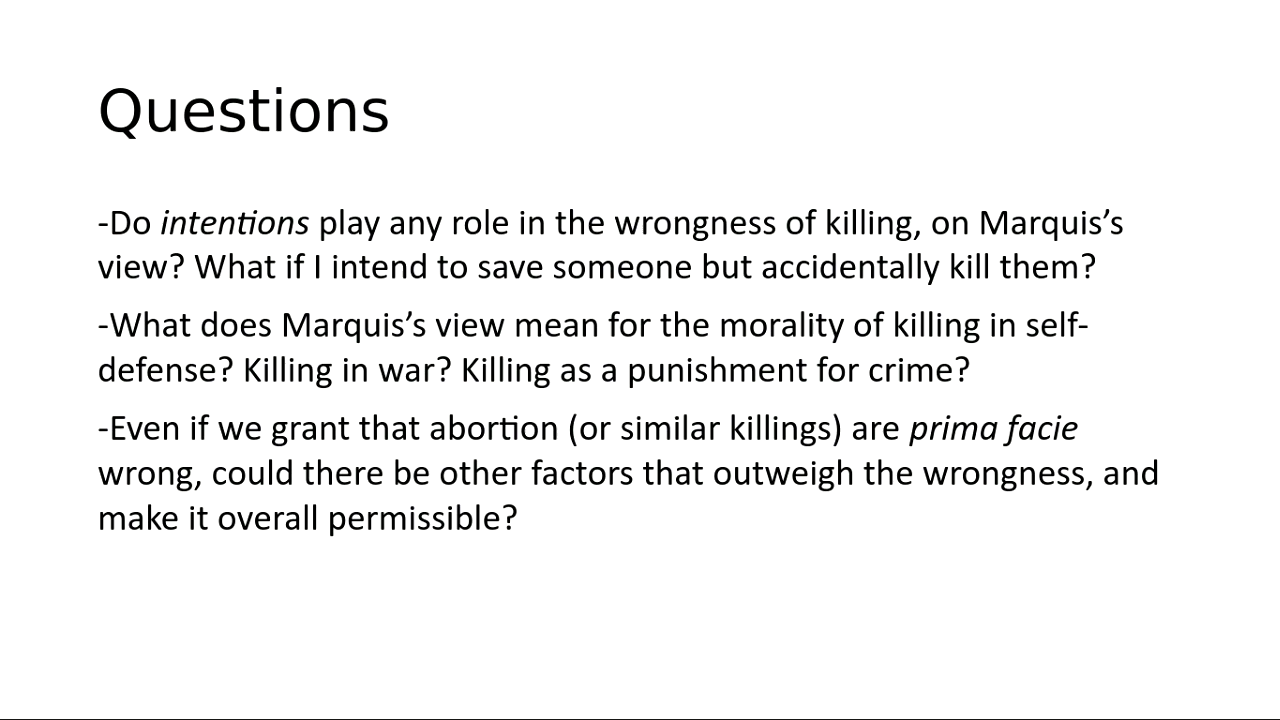 Questions
-Do intentions play any role in the wrongness of killing, on Marquis’s
view? What if I intend to save someone but accidentally kill them?
-What does Marquis’s view mean for the morality of killing in self-
defense? Killing in war? Killing as a punishment for crime?
-Even if we grant that abortion (or similar killings) are prima facie
wrong, could there be other factors that outweigh the wrongness, and
make it overall permissible?